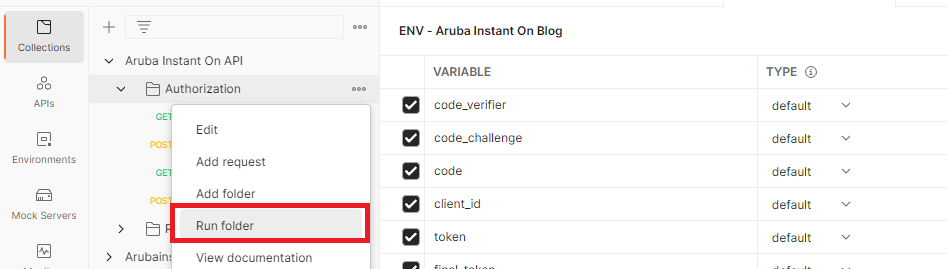 Collections
APIs
Environments
Mock Servers
Aruba Instant On API
Authorization
GET
POST
GET
POST
Edit
Add request
Add folder
Run folder
View documentation
ENV - Aruba Instant On Blog
VARIABLE TYPE
code_verifier default
code_challenge default
code default
client_id default
token default
final_token default